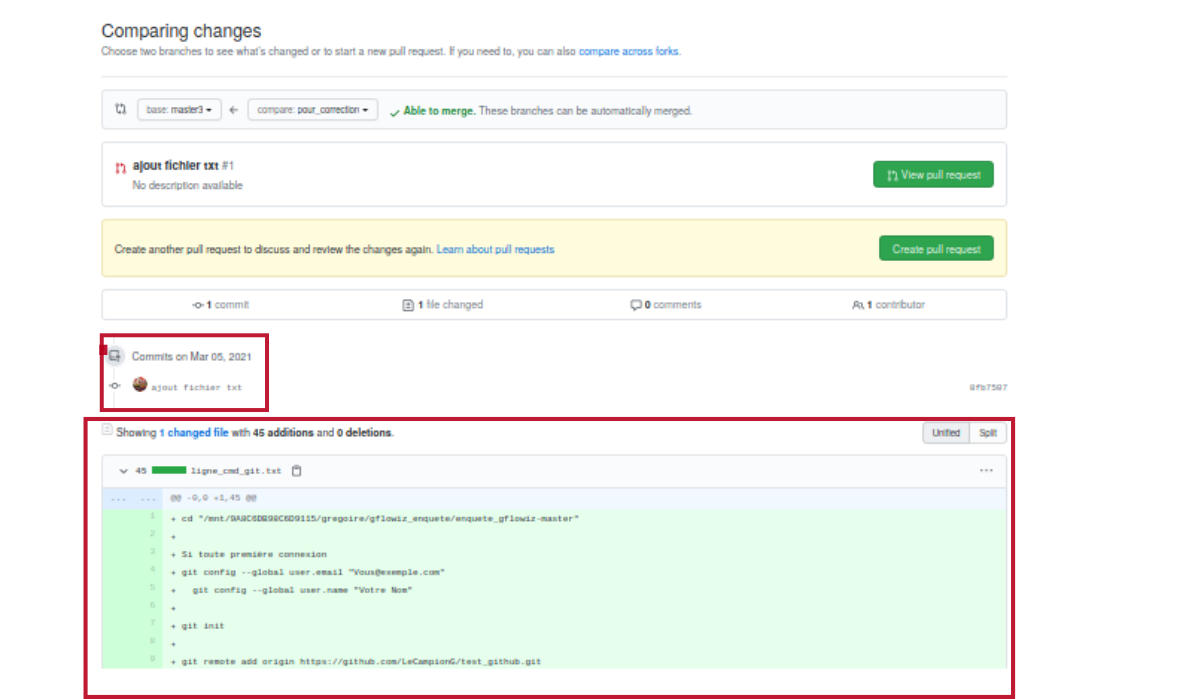 Comparing changes
Choose two branches to see what's changed or to start a new pull request. If you need to, you can also compare across forks.
base: master3 ← compare: pour_correction ✓ Able to merge. These branches can be automatically merged.
ajout fichier txt #1
No description available
View pull request
Create another pull request to discuss and review the changes again. Learn about pull requests
Create pull request
1 commit 1 file changed 0 comments 1 contributor
Commits on Mar 05, 2021
ajout fichier txt
Showing 1 changed file with 45 additions and 0 deletions.
Unified Split
45 ligne_cmd_git.txt ...
... ... @@ -0,0 +1,45 @@
1 + cd "/mnt/9A8C6DB98C6D9115/gregoire/gflowiz_enquete/enquete_gflowiz-master"
2 +
3 + Si toute première connexion
4 + git config --global user.email "Vous@exemple.com"
5 + git config --global user.name "Votre Nom"
6 +
7 + git init
8 +
9 + git remote add origin https://github.com/LeCampionG/test_github.git